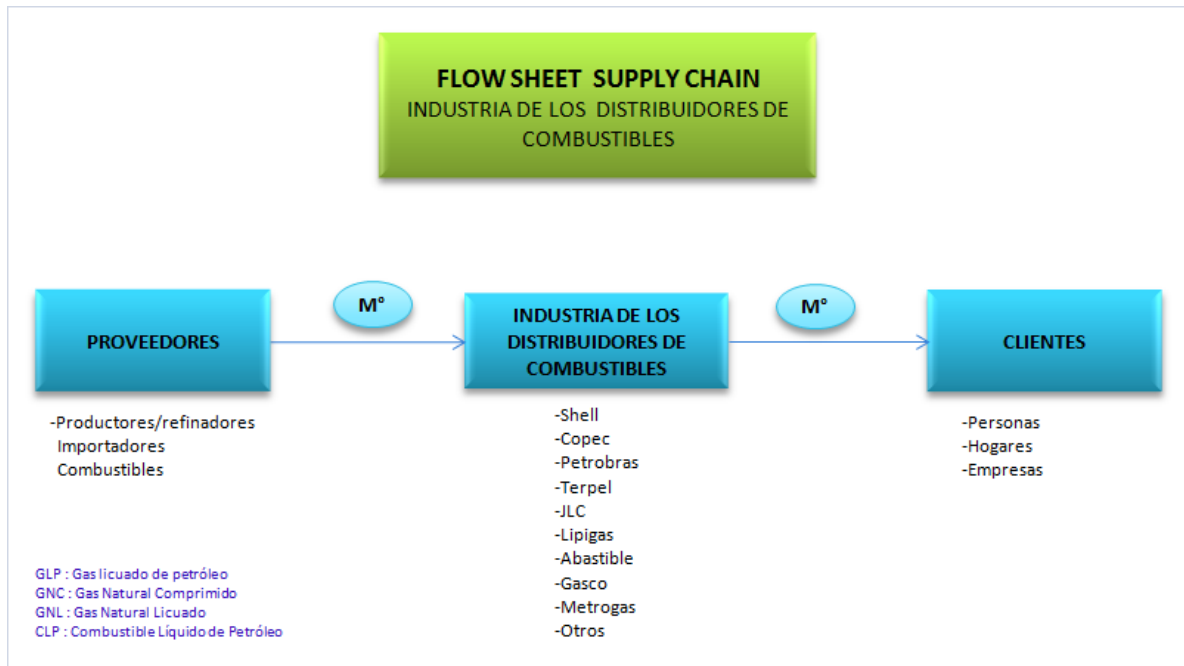 FLOW SHEET SUPPLY CHAIN
INDUSTRIA DE LOS DISTRIBUIDORES DE
COMBUSTIBLES
PROVEEDORES
M°
INDUSTRIA DE LOS
DISTRIBUIDORES DE
COMBUSTIBLES
M°
CLIENTES
-Productores/refinadores
Importadores
Combustibles
-Shell
-Copec
-Petrobras
-Terpel
-JLC
-Lipigas
-Abastible
-Gasco
-Metrogas
-Otros
-Personas
-Hogares
-Empresas
GLP : Gas licuado de petróleo
GNC : Gas Natural Comprimido
GNL : Gas Natural Licuado
CLP : Combustible Líquido de Petróleo